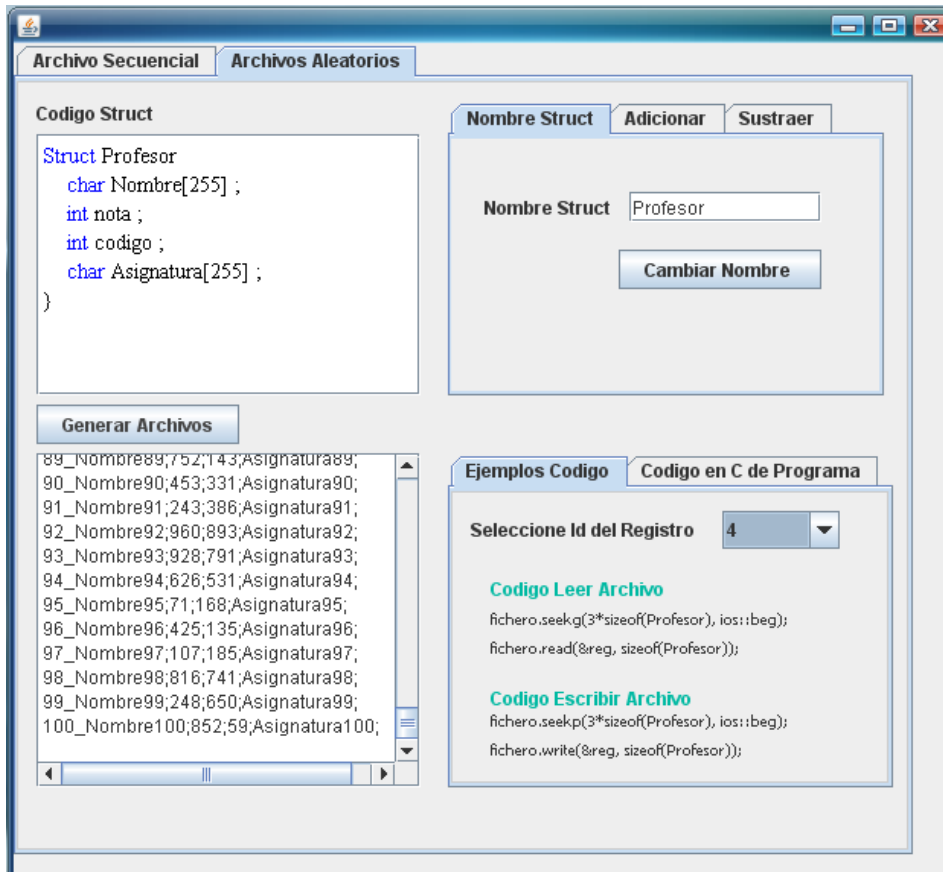 Archivo Secuencial
Archivos Aleatorios
Codigo Struct
Struct Profesor
char Nombre[255] ;
int nota ;
int codigo ;
char Asignatura[255] ;
}
Nombre Struct
Adicionar
Sustraer
Nombre Struct
Profesor
Cambiar Nombre
Generar Archivos
89_Nombre89;752;143;Asignatura89;
90_Nombre90;453;331;Asignatura90;
91_Nombre91;243;386;Asignatura91;
92_Nombre92;960;893;Asignatura92;
93_Nombre93;928;791;Asignatura93;
94_Nombre94;626;531;Asignatura94;
95_Nombre95;71;168;Asignatura95;
96_Nombre96;425;135;Asignatura96;
97_Nombre97;107;185;Asignatura97;
98_Nombre98;816;741;Asignatura98;
99_Nombre99;248;650;Asignatura99;
100_Nombre100;852;59;Asignatura100;
Ejemplos Codigo
Codigo en C de Programa
Seleccione Id del Registro
4
Codigo Leer Archivo
fichero.seekg(3*sizeof(Profesor), ios::beg);
fichero.read(&reg, sizeof(Profesor));
Codigo Escribir Archivo
fichero.seekp(3*sizeof(Profesor), ios::beg);
fichero.write(&reg, sizeof(Profesor));